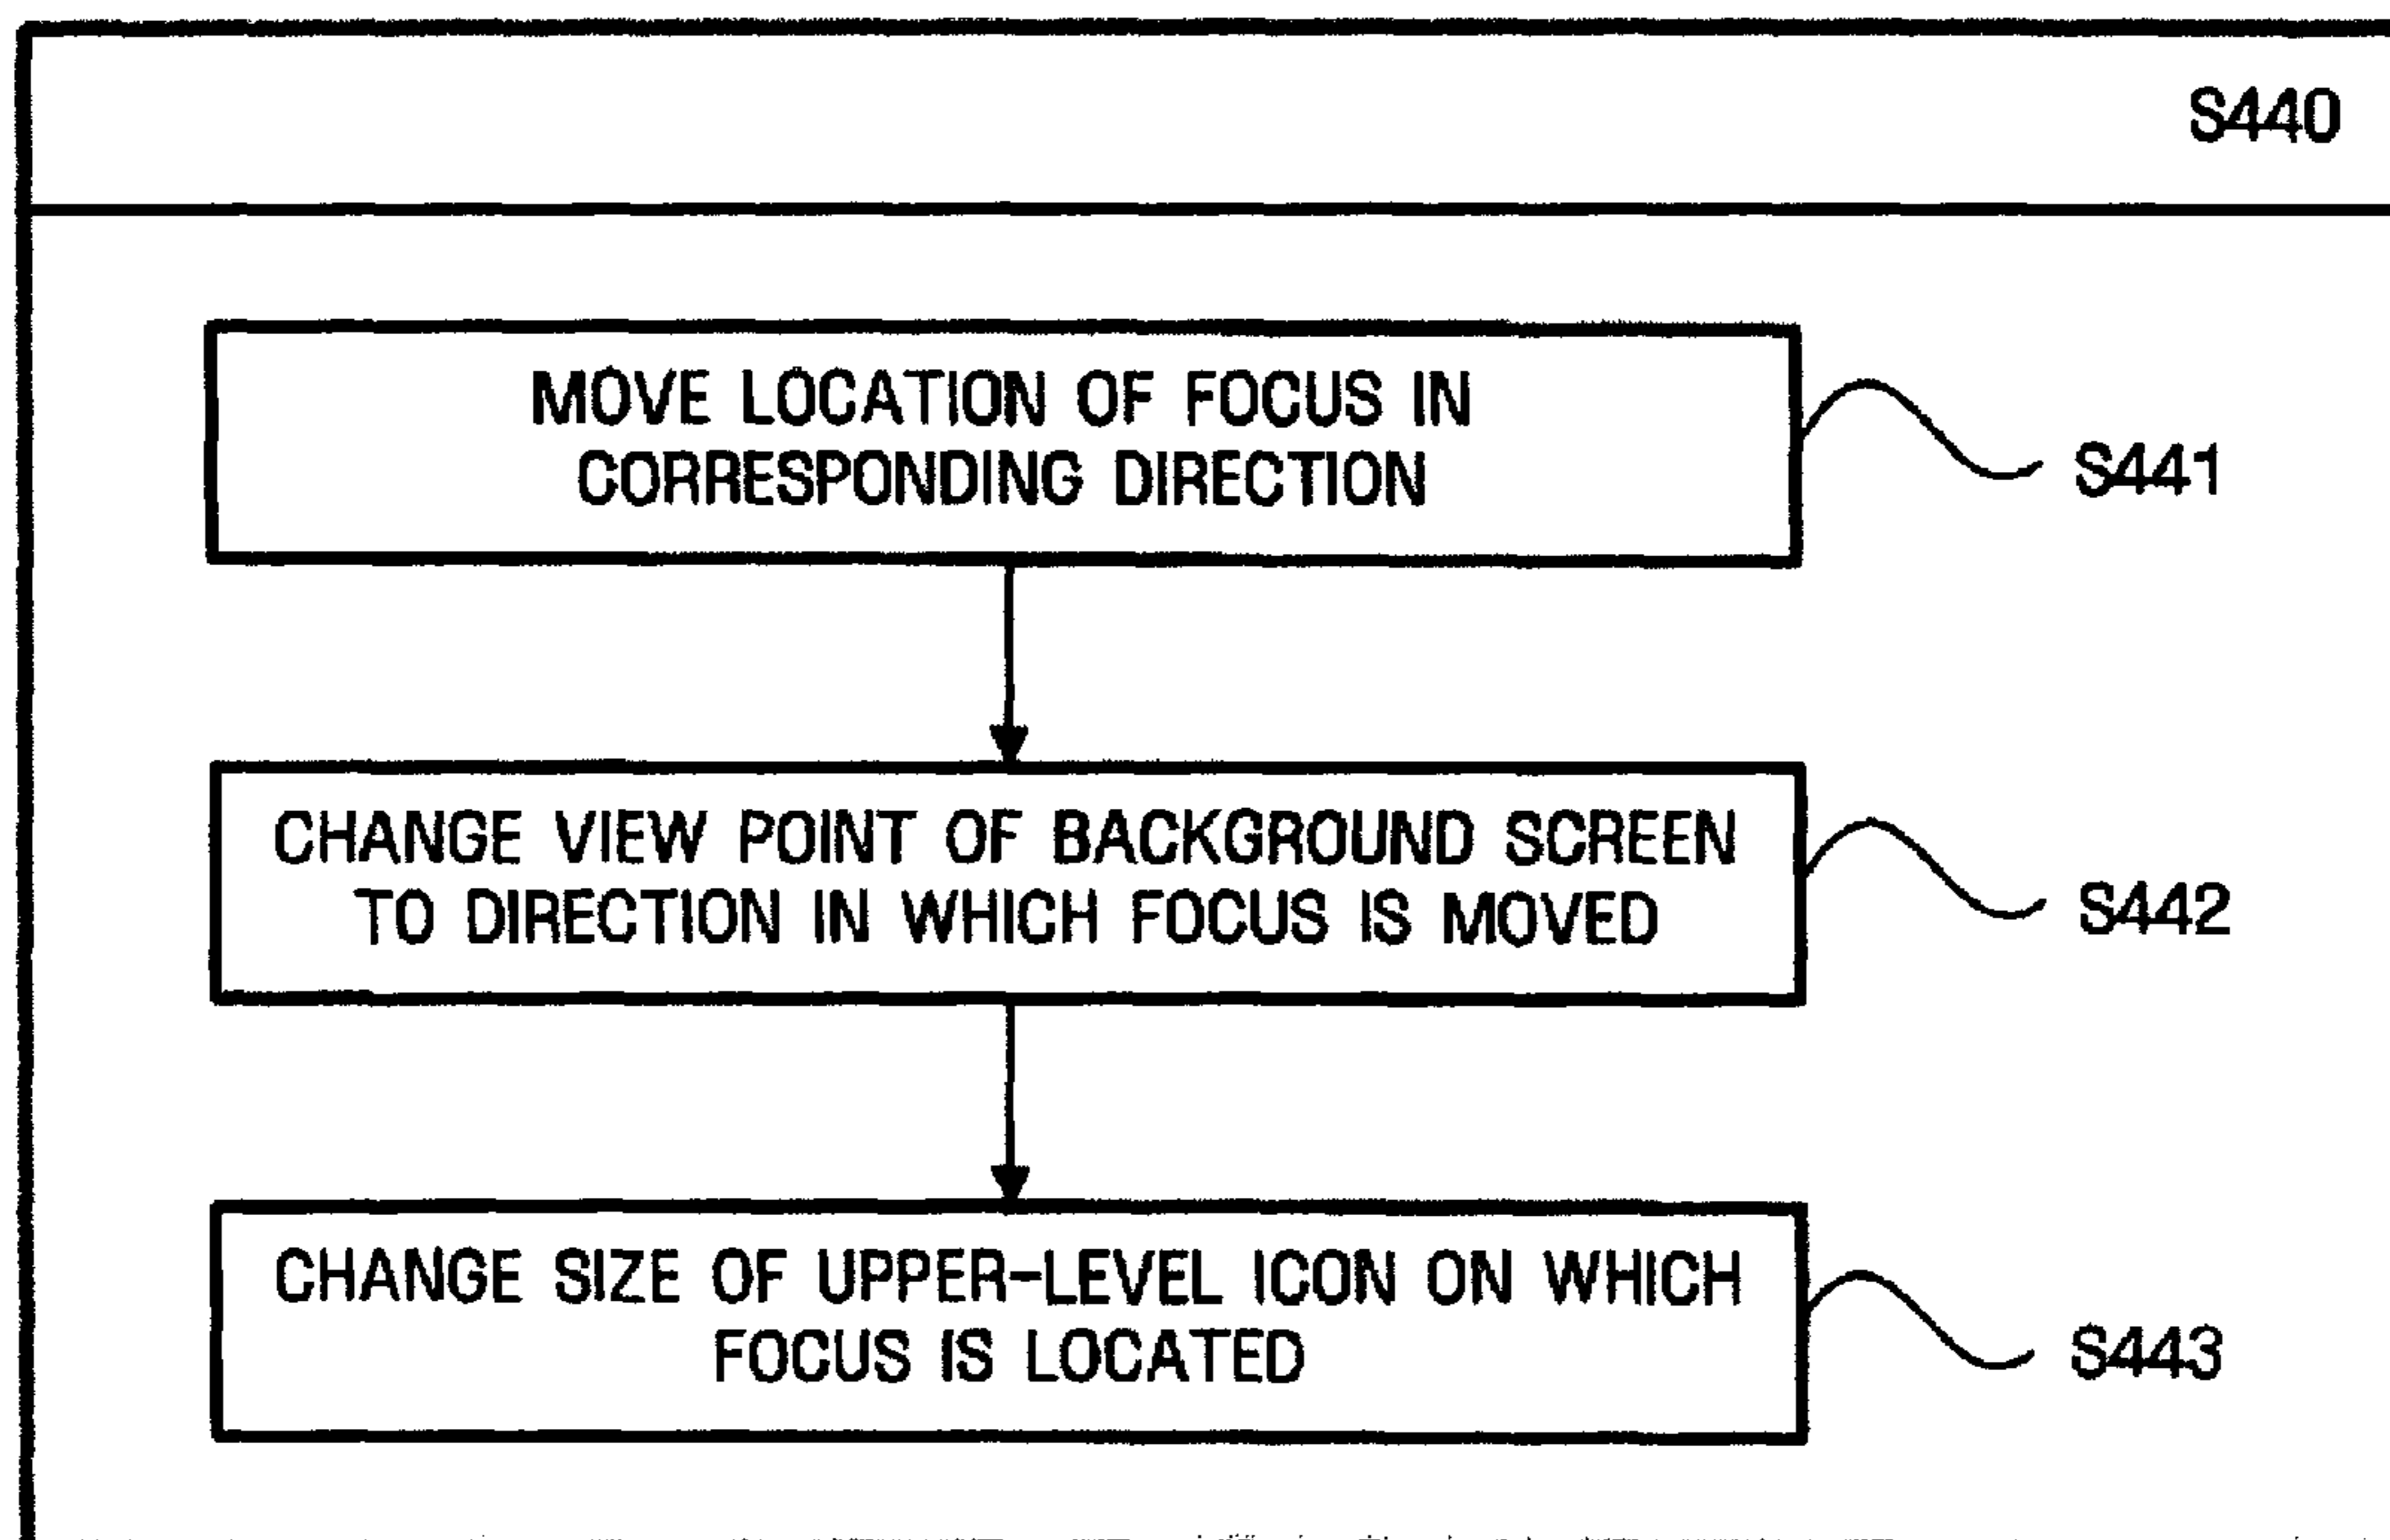 S440
MOVE LOCATION OF FOCUS IN
CORRESPONDING DIRECTION
S441
CHANGE VIEW POINT OF BACKGROUND SCREEN
TO DIRECTION IN WHICH FOCUS IS MOVED
S442
CHANGE SIZE OF UPPER-LEVEL ICON ON WHICH
FOCUS IS LOCATED
S443